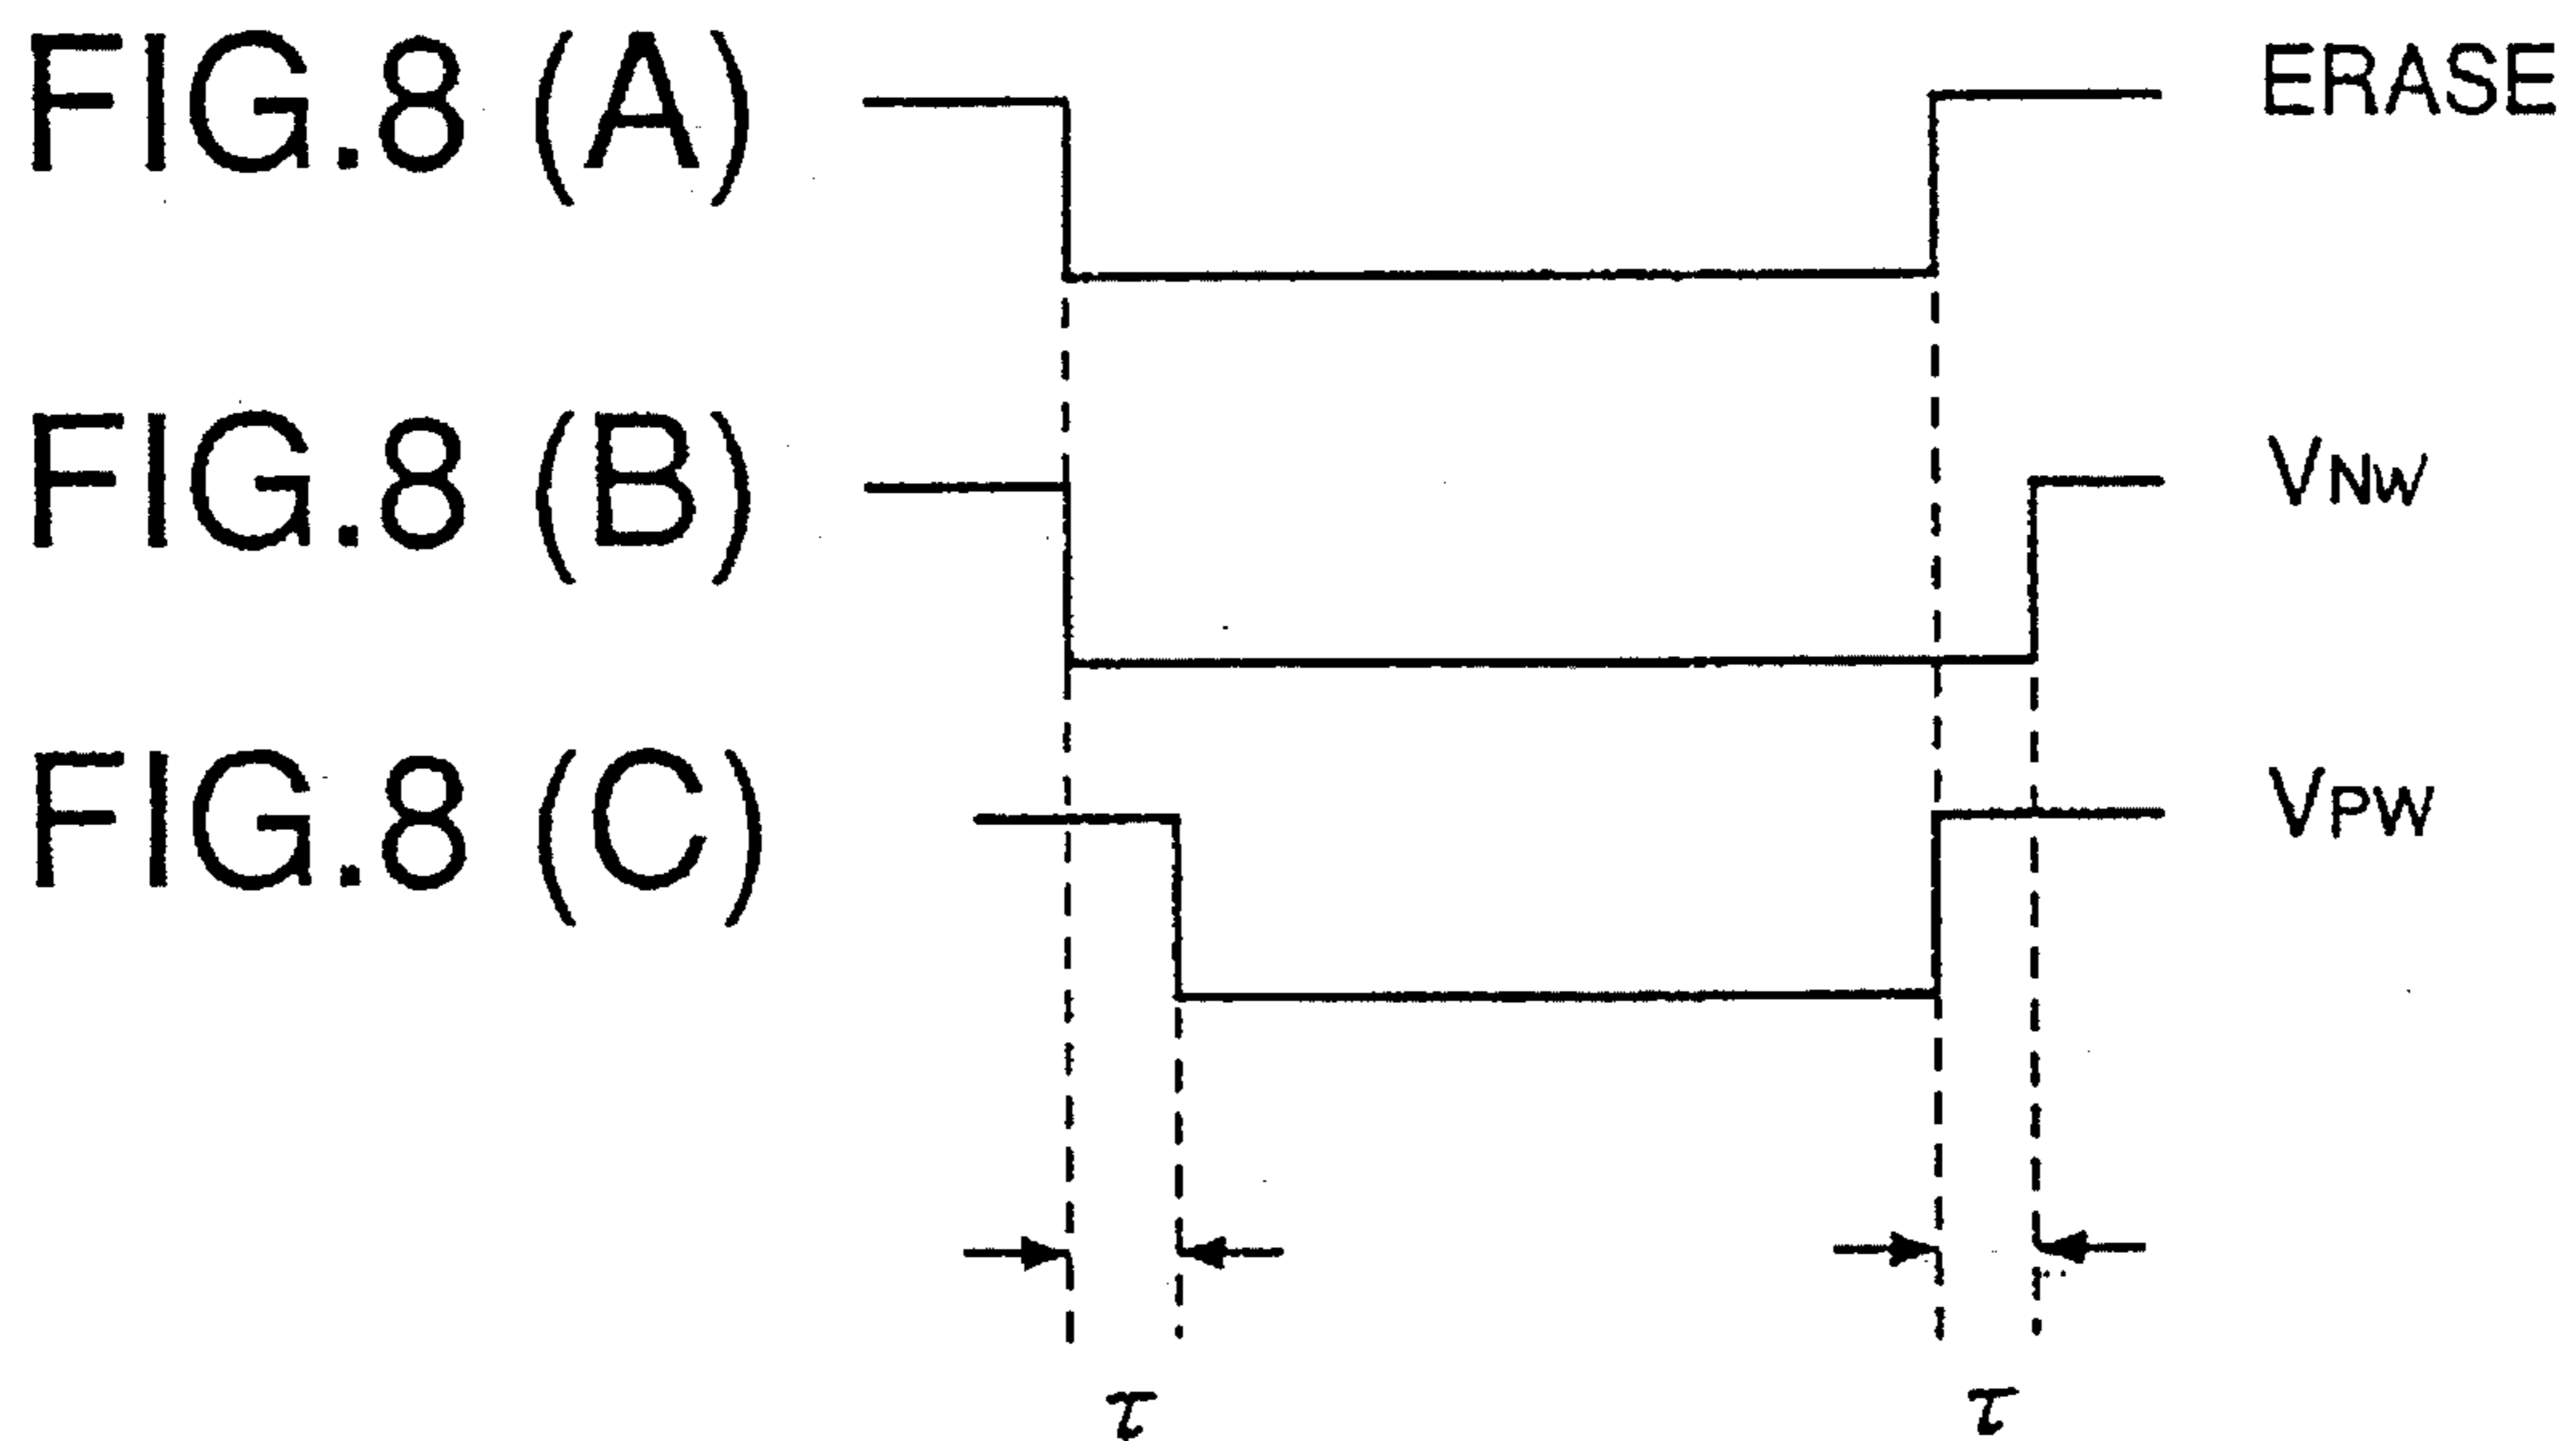 FIG.8 (A) ERASE
FIG.8 (B) VNW
FIG.8 (C) VPW
τ τ